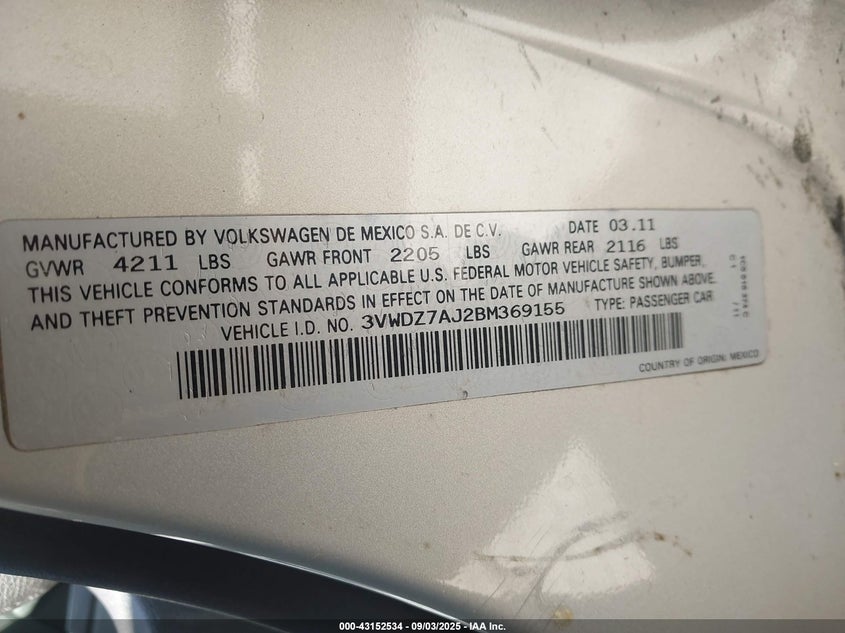 MANUFACTURED BY VOLKSWAGEN DE MEXICO S.A. DE C.V. DATE 03.11
GVWR 4211 LBS GAWR FRONT 2205 LBS GAWR REAR 2116 LBS
THIS VEHICLE CONFORMS TO ALL APPLICABLE U.S. FEDERAL MOTOR VEHICLE SAFETY, BUMPER,
AND THEFT PREVENTION STANDARDS IN EFFECT ON THE DATE OF MANUFACTURE SHOWN ABOVE.
VEHICLE I.D. NO. 3VWDZ7AJ2BM369155 TYPE: PASSENGER CAR
COUNTRY OF ORIGIN: MEXICO
000-43152534 - 09/03/2025 - IAA Inc.